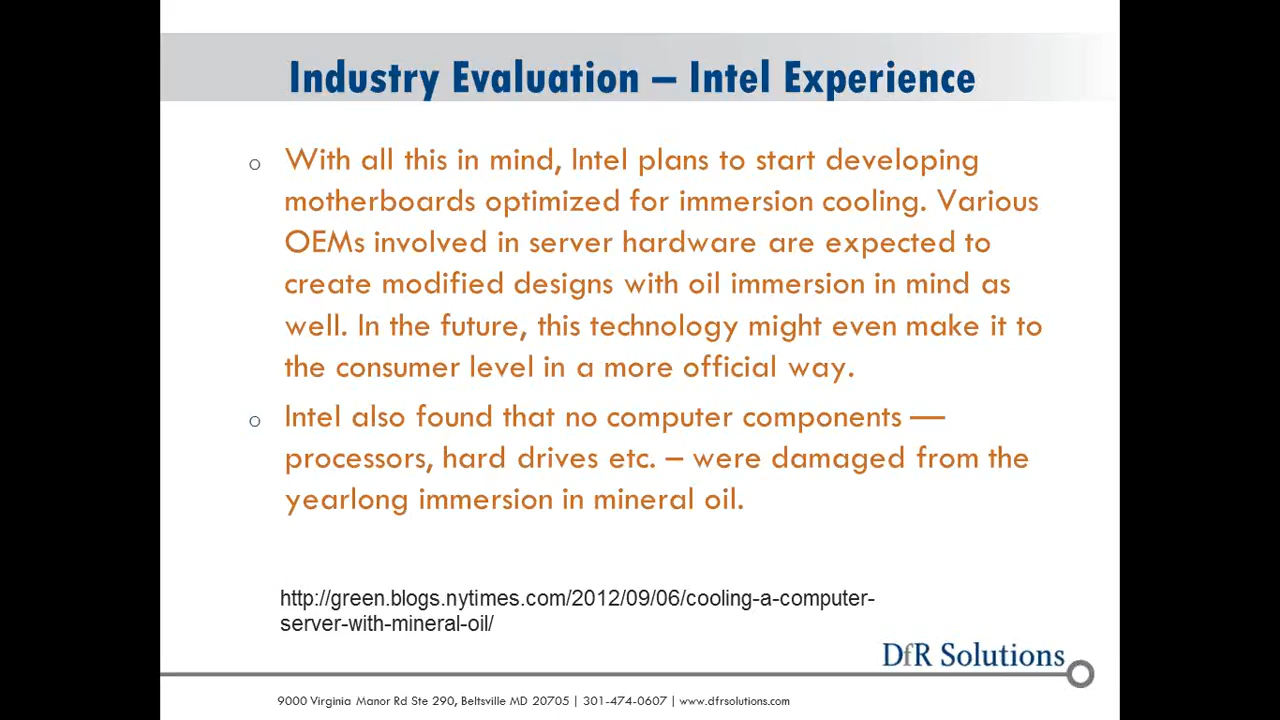 Industry Evaluation – Intel Experience
o With all this in mind, Intel plans to start developing
motherboards optimized for immersion cooling. Various
OEMs involved in server hardware are expected to
create modified designs with oil immersion in mind as
well. In the future, this technology might even make it to
the consumer level in a more official way.
o Intel also found that no computer components —
processors, hard drives etc. – were damaged from the
yearlong immersion in mineral oil.
http://green.blogs.nytimes.com/2012/09/06/cooling-a-computer-
server-with-mineral-oil/
DfR Solutions
9000 Virginia Manor Rd Ste 290, Beltsville MD 20705 | 301-474-0607 | www.dfrsolutions.com